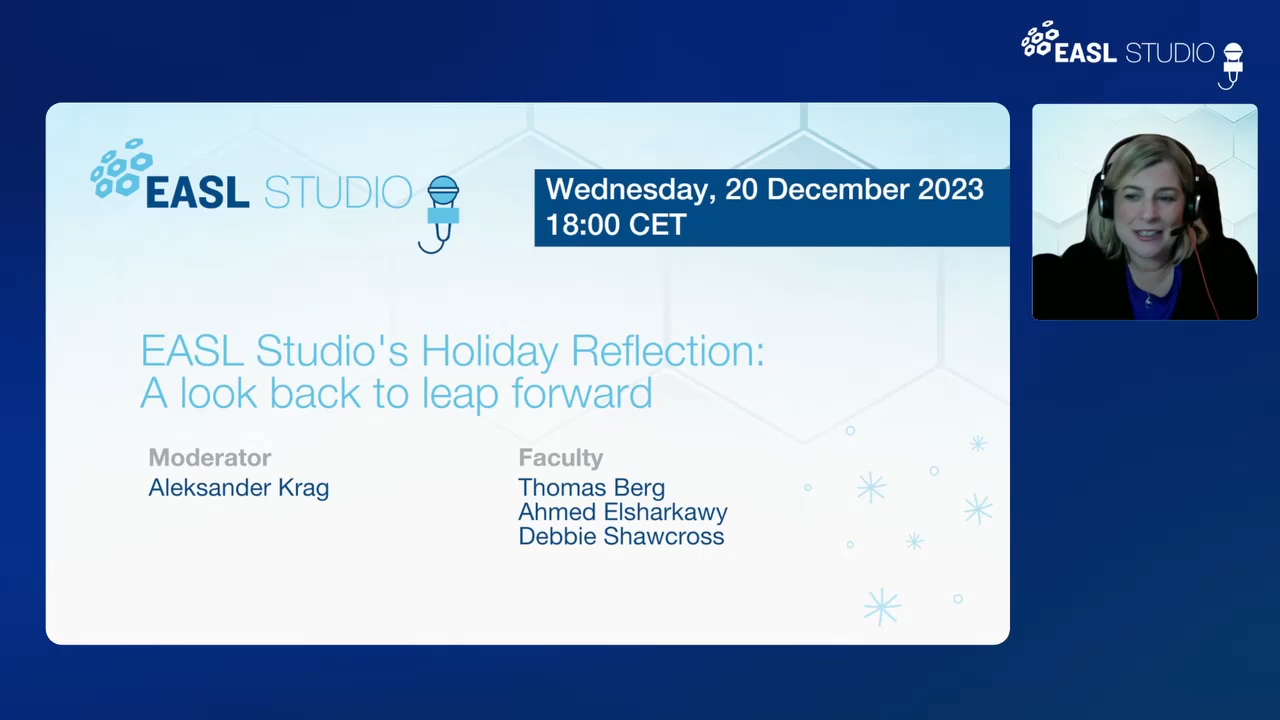 EASL STUDIO
EASL STUDIO
Wednesday, 20 December 2023
18:00 CET
EASL Studio's Holiday Reflection:
A look back to leap forward
Moderator
Aleksander Krag
Faculty
Thomas Berg
Ahmed Elsharkawy
Debbie Shawcross